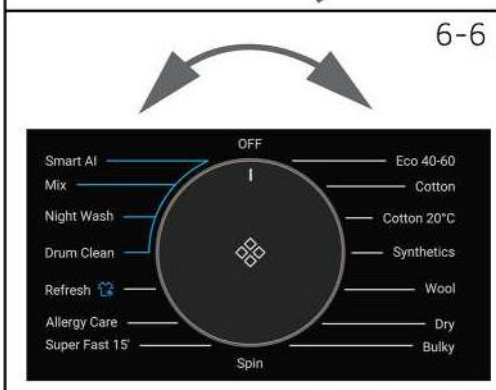 6-6
OFF
Smart AI
Mix
Night Wash
Drum Clean
Refresh
Allergy Care
Super Fast 15'
Spin
Eco 40-60
Cotton
Cotton 20°C
Synthetics
Wool
Dry
Bulky